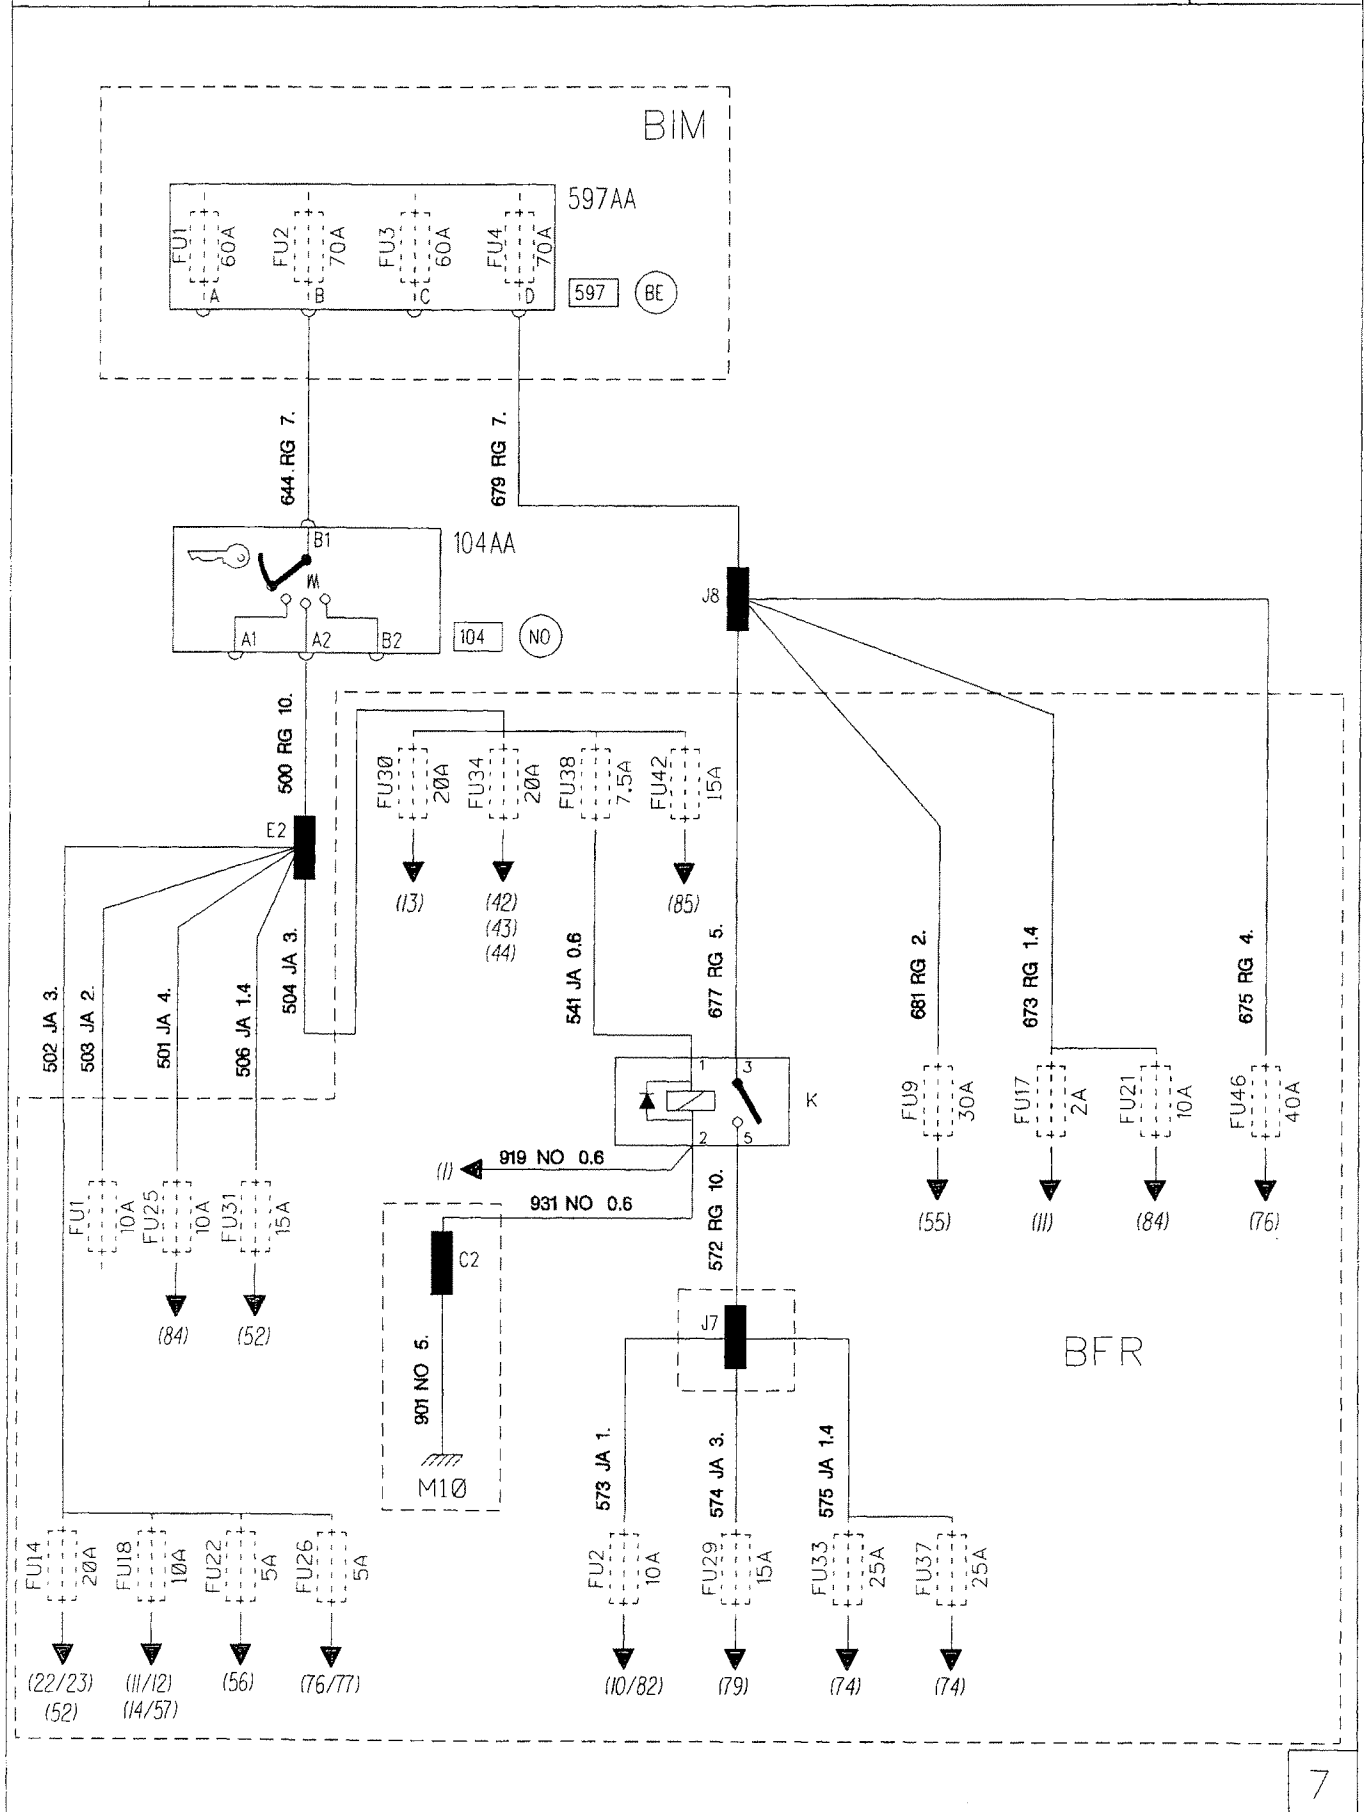 BIM
597AA
FU1
60A
FU2
70A
FU3
60A
FU4
70A
A
B
C
D
597
BE
644.RG 7.
679 RG 7.
B1
104AA
M
A1
A2
B2
104
NO
J8
500 RG 10.
E2
FU30
20A
FU34
20A
FU38
7.5A
FU42
15A
(13)
(42)
(43)
(44)
(85)
502 JA 3.
503 JA 2.
501 JA 4.
506 JA 1.4
504 JA 3.
541 JA 0.6
677 RG 5.
681 RG 2.
673 RG 1.4
675 RG 4.
1
3
K
2
5
FU9
30A
FU17
2A
FU21
10A
FU46
40A
(1)
919 NO 0.6
931 NO 0.6
FU1
10A
FU25
10A
FU31
15A
(55)
(11)
(84)
(76)
C2
572 RG 10.
(84)
(52)
J7
BFR
901 NO 5.
M10
573 JA 1.
574 JA 3.
575 JA 1.4
FU14
20A
FU18
10A
FU22
5A
FU26
5A
FU2
10A
FU29
15A
FU33
25A
FU37
25A
(22/23)
(52)
(11/12)
(14/57)
(56)
(76/77)
(10/82)
(79)
(74)
(74)
7